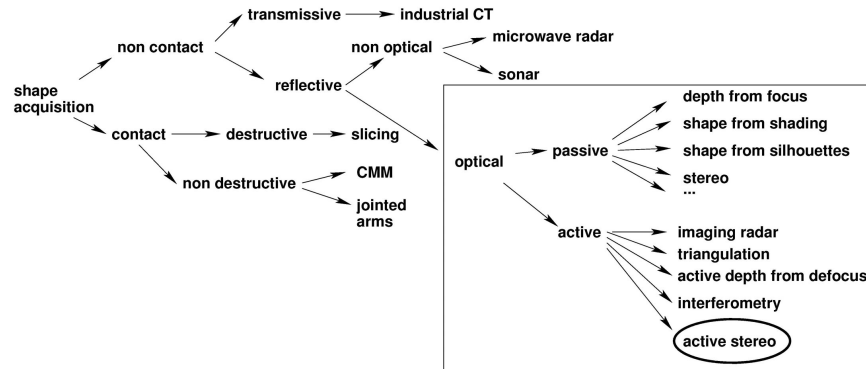 transmissive
industrial CT
non contact
non optical
microwave radar
sonar
reflective
shape
acquisition
contact
destructive
slicing
non destructive
CMM
jointed
arms
optical
passive
depth from focus
shape from shading
shape from silhouettes
stereo
...
active
imaging radar
triangulation
active depth from defocus
interferometry
active stereo